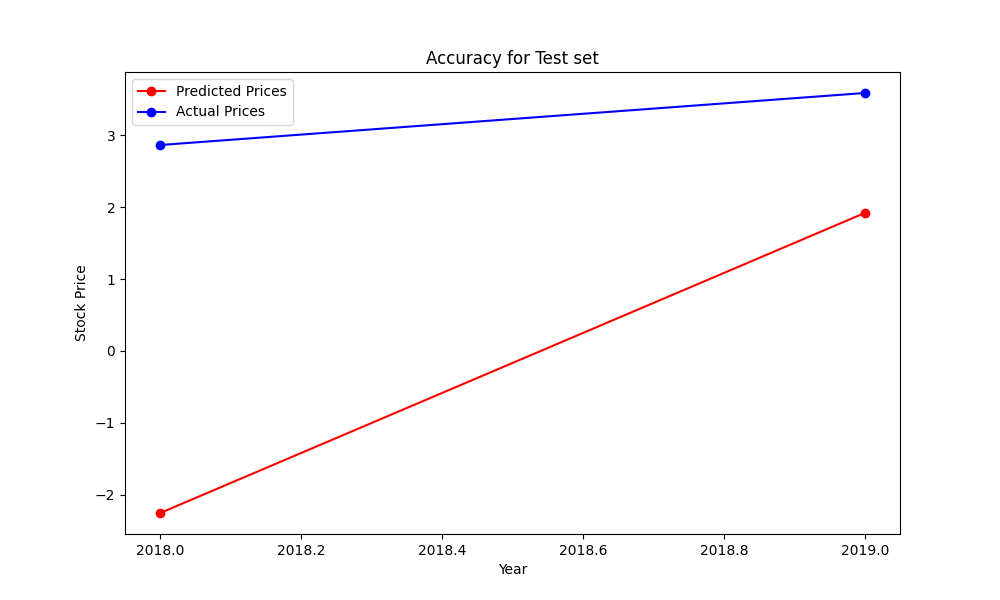 Accuracy for Test set
Predicted Prices
Actual Prices
Stock Price
3
2
1
0
−1
−2
2018.0 2018.2 2018.4 2018.6 2018.8 2019.0
Year